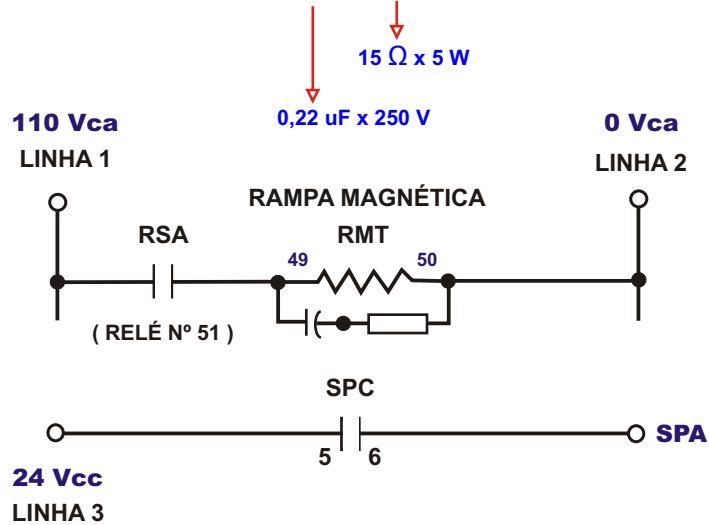 15 Ω x 5 W
0,22 uF x 250 V
110 Vca
LINHA 1
0 Vca
LINHA 2
RAMPA MAGNÉTICA
RSA
RMT
49
50
( RELÉ Nº 51 )
SPC
5
6
SPA
24 Vcc
LINHA 3